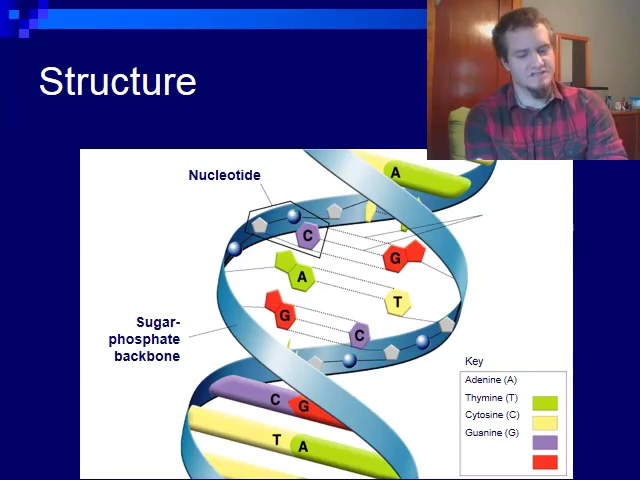 Structure
Nucleotide
A
C
G
A
T
G
C
Sugar-
phosphate
backbone
C G
T A
Key
Adenine (A)
Thymine (T)
Cytosine (C)
Guanine (G)